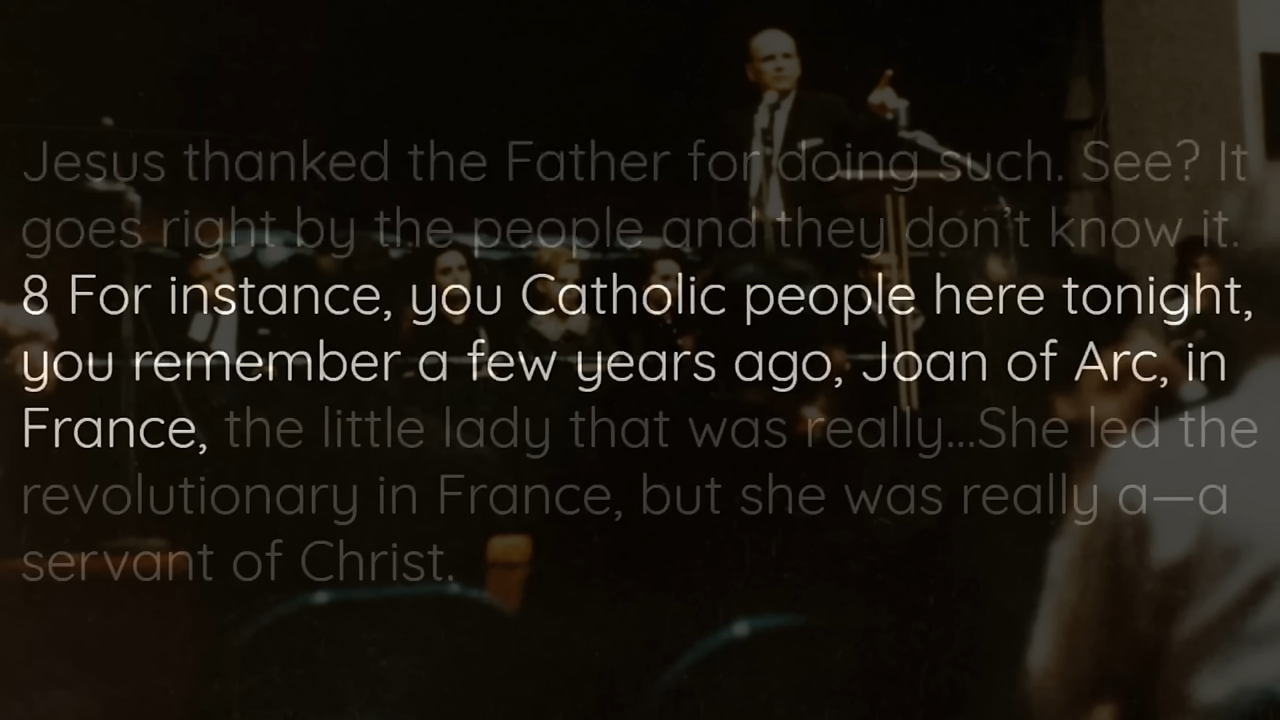 Jesus thanked the Father for doing such. See? It
goes right by the people and they don't know it.
8 For instance, you Catholic people here tonight,
you remember a few years ago, Joan of Arc, in
France, the little lady that was really...She led the
revolutionary in France, but she was really a—a
servant of Christ.